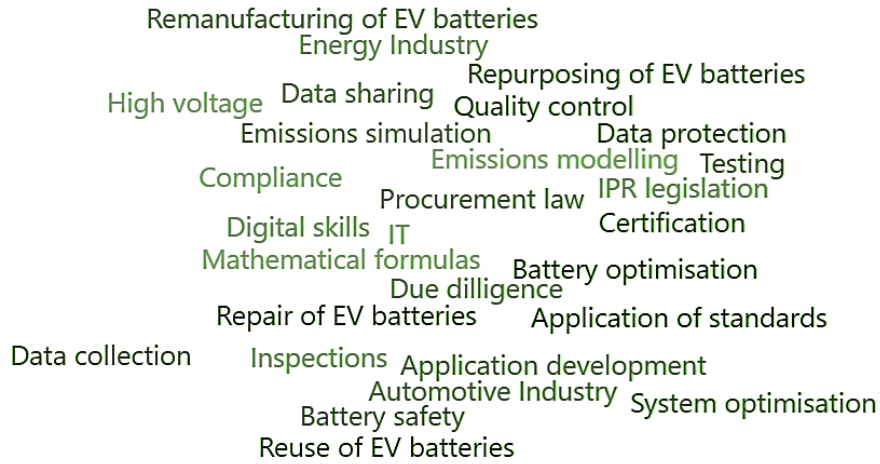 Remanufacturing of EV batteries
Energy Industry
Repurposing of EV batteries
High voltage
Data sharing
Quality control
Emissions simulation
Data protection
Emissions modelling
Testing
Compliance
IPR legislation
Procurement law
Certification
Digital skills
IT
Mathematical formulas
Battery optimisation
Due dilligence
Repair of EV batteries
Application of standards
Data collection
Inspections
Application development
Automotive Industry
System optimisation
Battery safety
Reuse of EV batteries